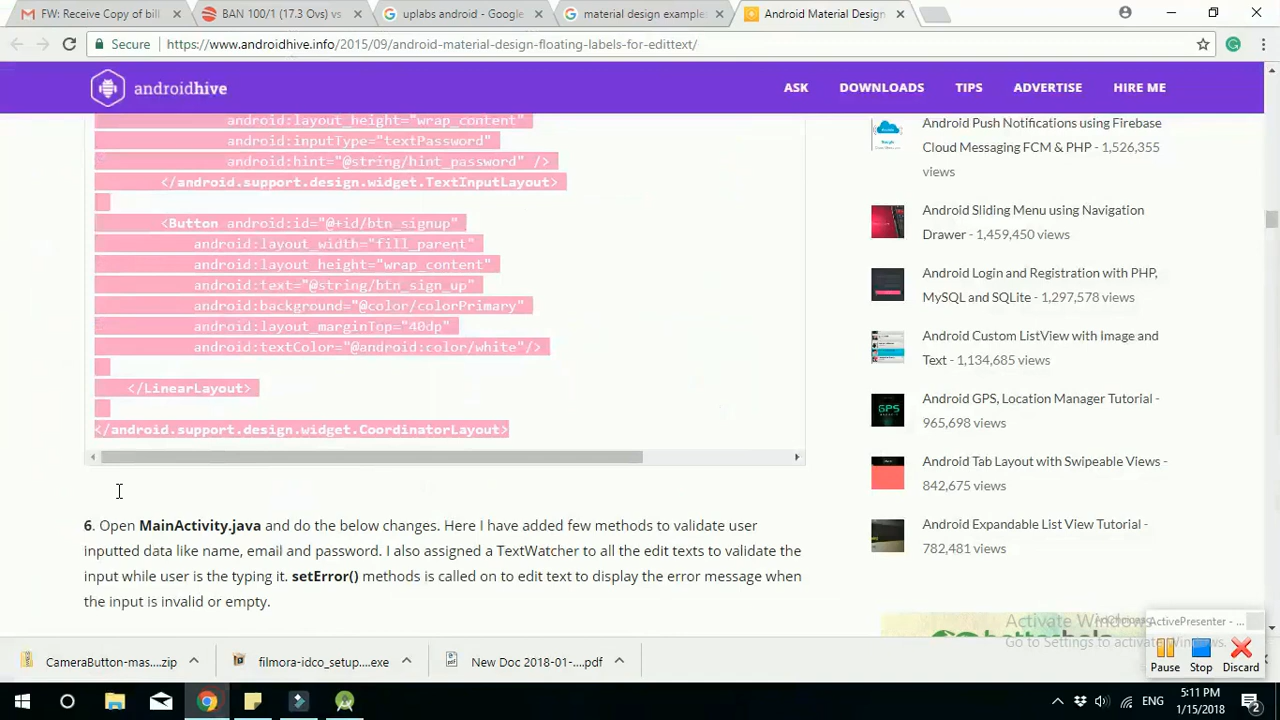 FW: Receive Copy of bill
BAN 100/1 (17.3 Ovs) vs
uplabs android - Google
material design example
Android Material Design
Secure
https://www.androidhive.info/2015/09/android-material-design-floating-labels-for-edittext/
androidhive
ASK DOWNLOADS TIPS ADVERTISE HIRE ME
android:layout_height="wrap_content"
android:inputType="textPassword"
android:hint="@string/hint_password" />
</android.support.design.widget.TextInputLayout>
<Button android:id="@+id/btn_signup"
android:layout_width="fill_parent"
android:layout_height="wrap_content"
android:text="@string/btn_sign_up"
android:background="@color/colorPrimary"
android:layout_marginTop="40dp"
android:textColor="@android:color/white"/>
</LinearLayout>
</android.support.design.widget.CoordinatorLayout>
6. Open MainActivity.java and do the below changes. Here I have added few methods to validate user
inputted data like name, email and password. I also assigned a TextWatcher to all the edit texts to validate the
input while user is the typing it. setError() methods is called on to edit text to display the error message when
the input is invalid or empty.
Android Push Notifications using Firebase
Cloud Messaging FCM & PHP - 1,526,355
views
Android Sliding Menu using Navigation
Drawer - 1,459,450 views
Android Login and Registration with PHP,
MySQL and SQLite - 1,297,578 views
Android Custom ListView with Image and
Text - 1,134,685 views
GPS
Android GPS, Location Manager Tutorial -
965,698 views
Android Tab Layout with Swipeable Views -
842,675 views
Android Expandable List View Tutorial -
782,481 views
Activate Windows
Go to Settings to activate Windows.
ActivePresenter - ...
Pause Stop Discard
CameraButton-mas....zip
filmora-idco_setup....exe
New Doc 2018-01-...pdf
ENG
5:11 PM
1/15/2018
2